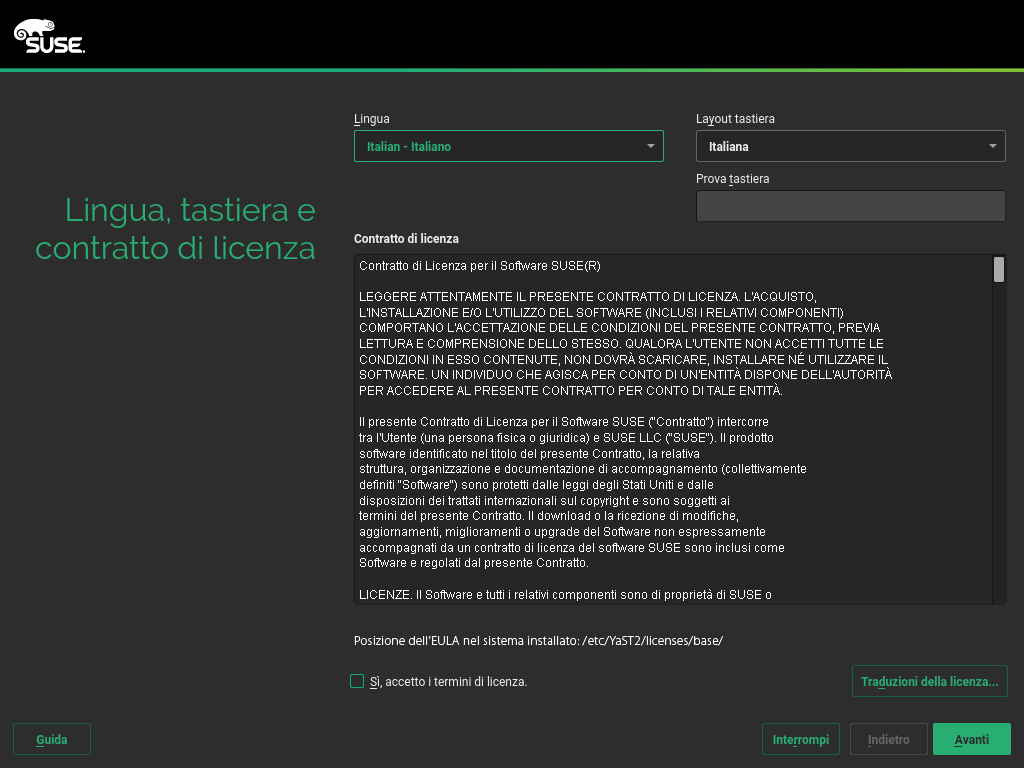 SUSE.
Lingua, tastiera e
contratto di licenza
Lingua
Italian - Italiano
Layout tastiera
Italiana
Prova tastiera
Contratto di licenza
Contratto di Licenza per il Software SUSE(R)
LEGGERE ATTENTAMENTE IL PRESENTE CONTRATTO DI LICENZA. L'ACQUISTO,
L'INSTALLAZIONE E/O L'UTILIZZO DEL SOFTWARE (INCLUSI I RELATIVI COMPONENTI)
COMPORTANO L'ACCETTAZIONE DELLE CONDIZIONI DEL PRESENTE CONTRATTO, PREVIA
LETTURA E COMPRENSIONE DELLO STESSO. QUALORA L'UTENTE NON ACCETTI TUTTE LE
CONDIZIONI IN ESSO CONTENUTE, NON DOVRÀ SCARICARE, INSTALLARE NÉ UTILIZZARE IL
SOFTWARE. UN INDIVIDUO CHE AGISCA PER CONTO DI UN'ENTITÀ DISPONE DELL'AUTORITÀ
PER ACCEDERE AL PRESENTE CONTRATTO PER CONTO DI TALE ENTITÀ.
Il presente Contratto di Licenza per il Software SUSE ("Contratto") intercorre
tra l'Utente (una persona fisica o giuridica) e SUSE LLC ("SUSE"). Il prodotto
software identificato nel titolo del presente Contratto, la relativa
struttura, organizzazione e documentazione di accompagnamento (collettivamente
definiti "Software") sono protetti dalle leggi degli Stati Uniti e dalle
disposizioni dei trattati internazionali sul copyright e sono soggetti ai
termini del presente Contratto. Il download o la ricezione di modifiche,
aggiornamenti, miglioramenti o upgrade del Software non espressamente
accompagnati da un contratto di licenza del software SUSE sono inclusi come
Software e regolati dal presente Contratto.
LICENZE. Il Software e tutti i relativi componenti sono di proprietà di SUSE o
Posizione dell'EULA nel sistema installato: /etc/YaST2/licenses/base/
Sì, accetto i termini di licenza.
Traduzioni della licenza...
Guida
Interrompi
Indietro
Avanti